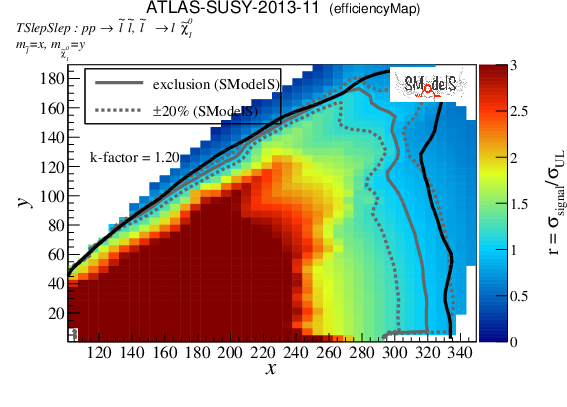 ATLAS-SUSY-2013-11 (efficiencyMap)
TSlepSlep : pp → l̃ l̃, l̃ → l χ̃₁⁰
m_l̃=x, m_χ̃₁⁰=y
exclusion (SModelS)
±20% (SModelS)
k-factor = 1.20
SModelS
180
160
140
120
100
80
60
40
20
y
120 140 160 180 200 220 240 260 280 300 320 340
x
3
2.5
2
1.5
1
0.5
0
r = σ_signal/σ_UL